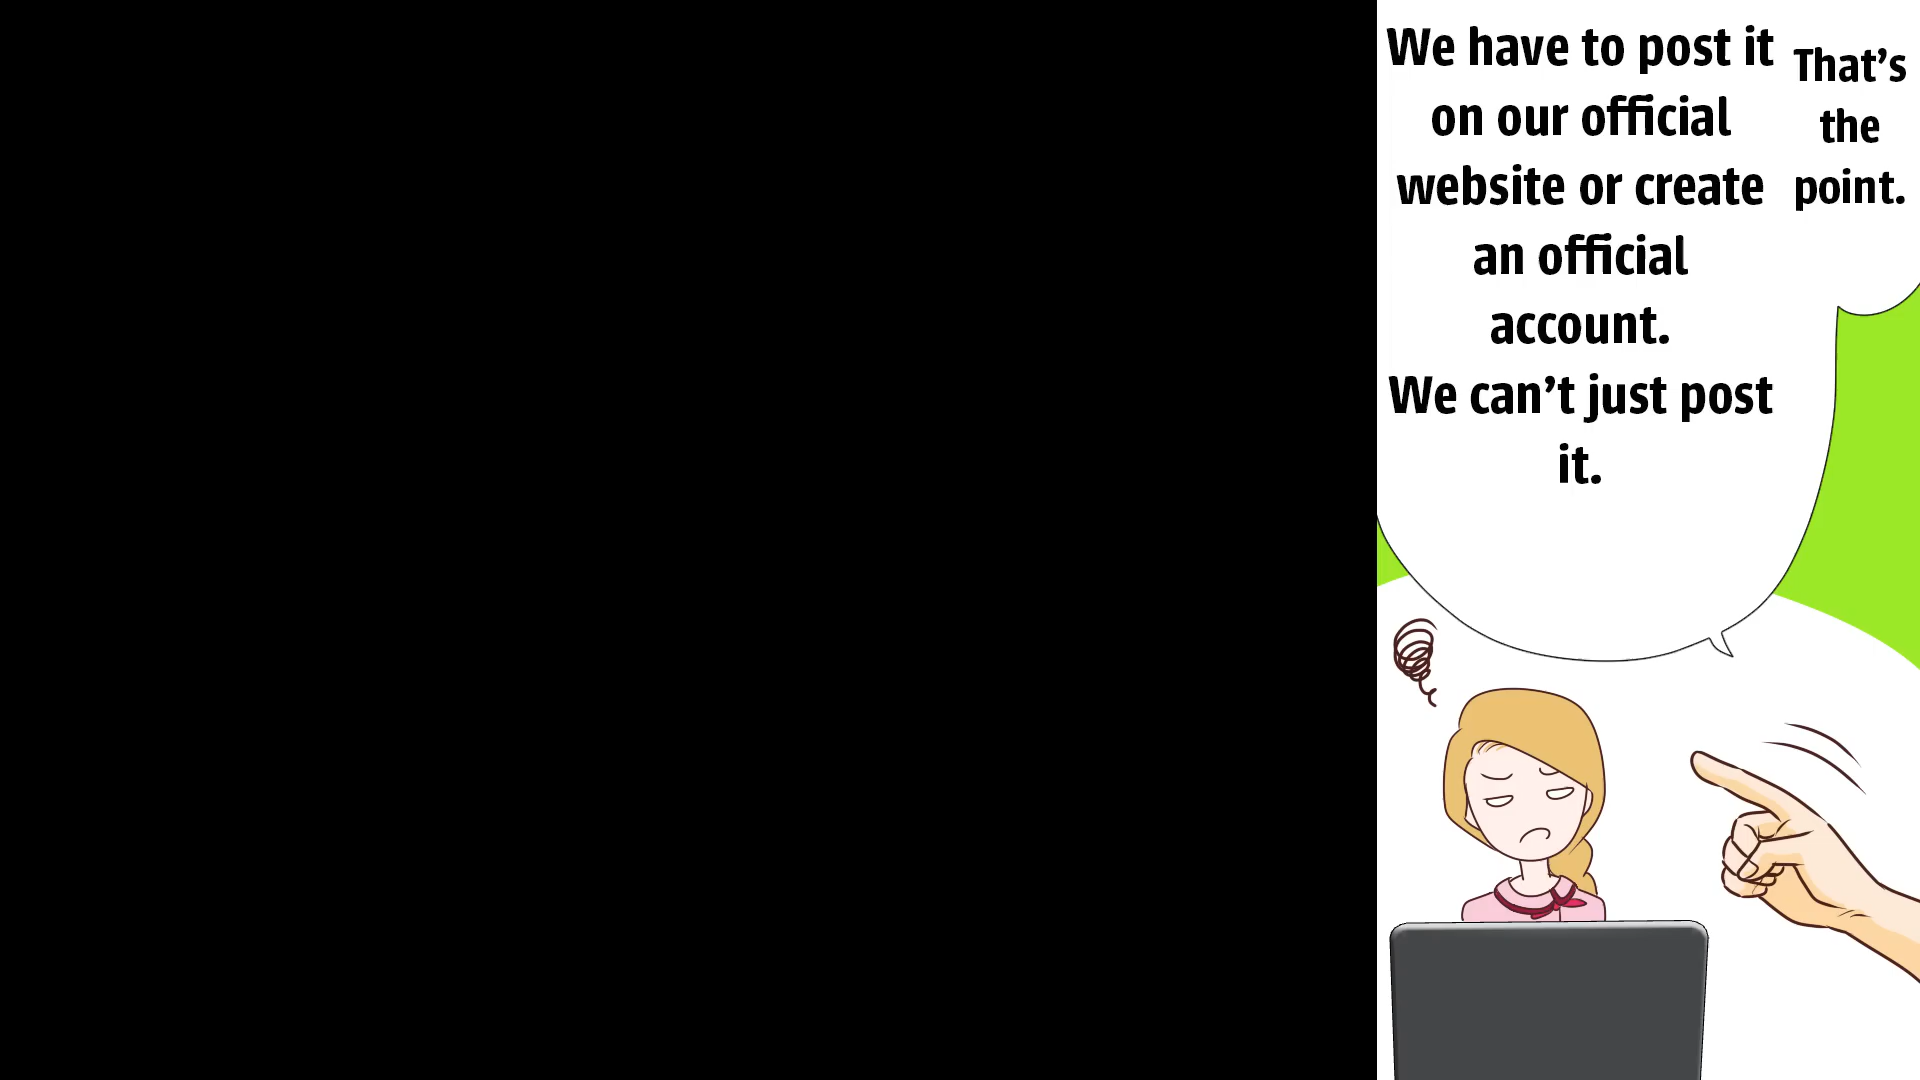 That’s
the
point.
We have to post it
on our official
website or create
an official
account.
We can’t just post
it.